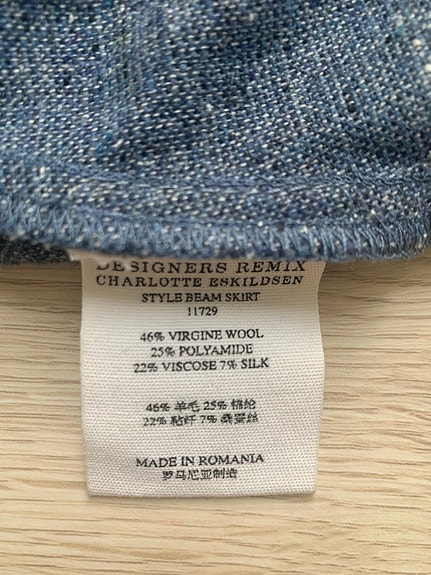 DESIGNERS REMIX
CHARLOTTE ESKILDSEN
STYLE BEAM SKIRT
11729
46% VIRGINE WOOL
25% POLYAMIDE
22% VISCOSE 7% SILK
46% 羊毛 25% 棉纶
22% 粘纤 7% 桑蚕丝
MADE IN ROMANIA
罗马尼亚制造